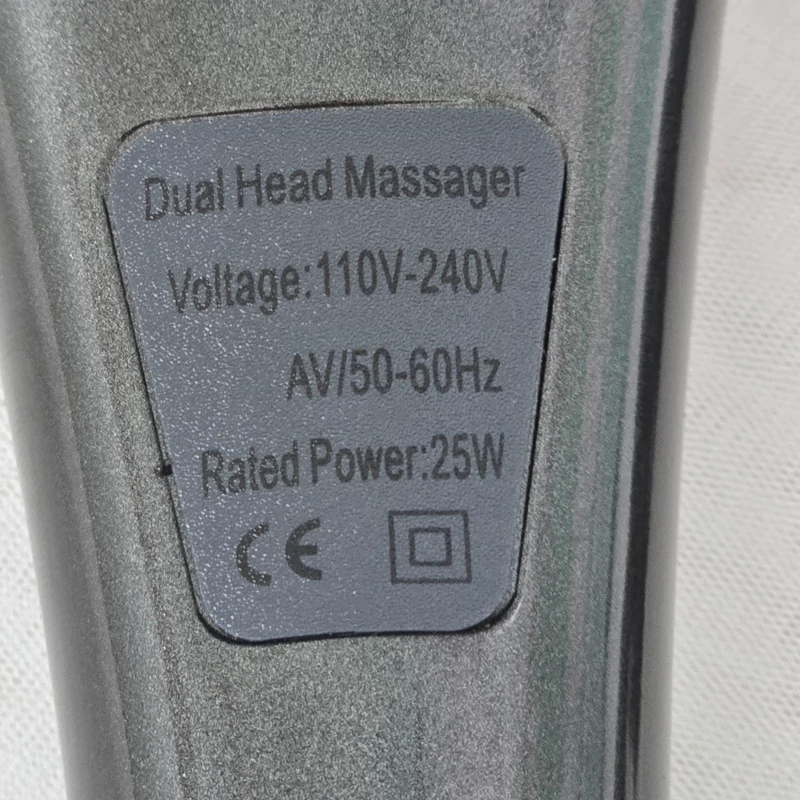 Dual Head Massager
Voltage:110V-240V
AV/50-60Hz
Rated Power:25W
CE